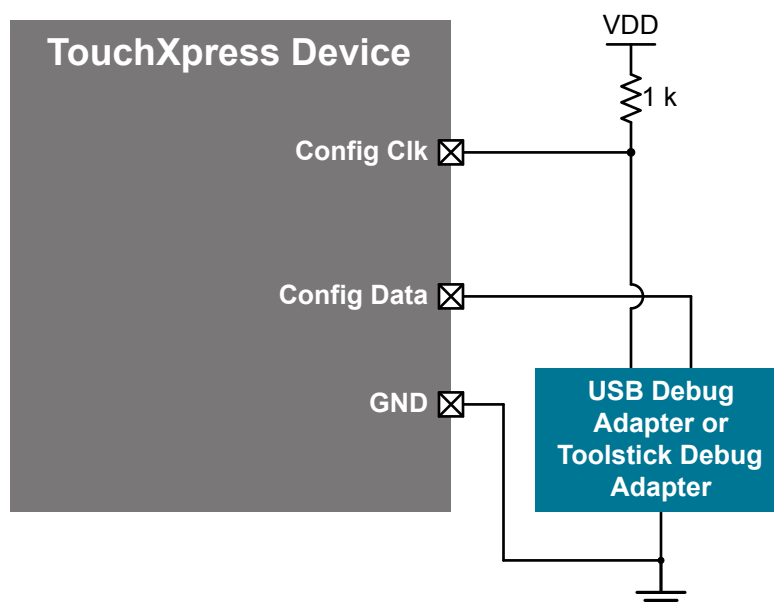 TouchXpress Device
VDD
1 k
Config Clk
Config Data
GND
USB Debug
Adapter or
Toolstick Debug
Adapter